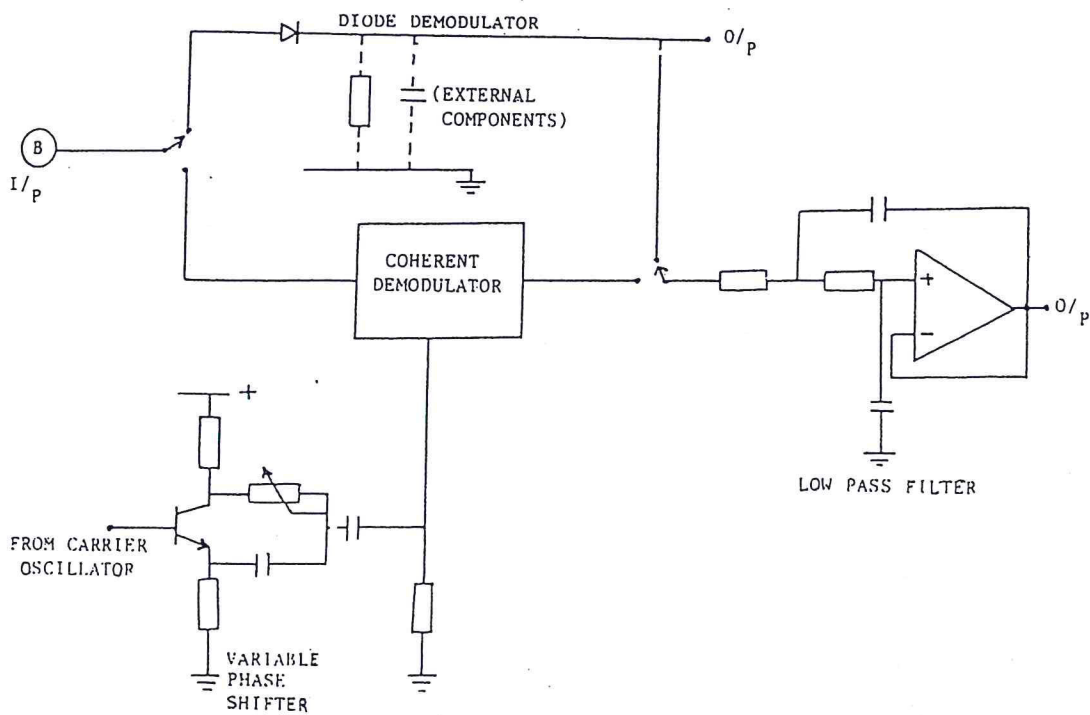 DIODE DEMODULATOR
O/P
(EXTERNAL
COMPONENTS)
B
I/P
COHERENT
DEMODULATOR
+
−
O/P
LOW PASS FILTER
+
FROM CARRIER
OSCILLATOR
VARIABLE
PHASE
SHIFTER